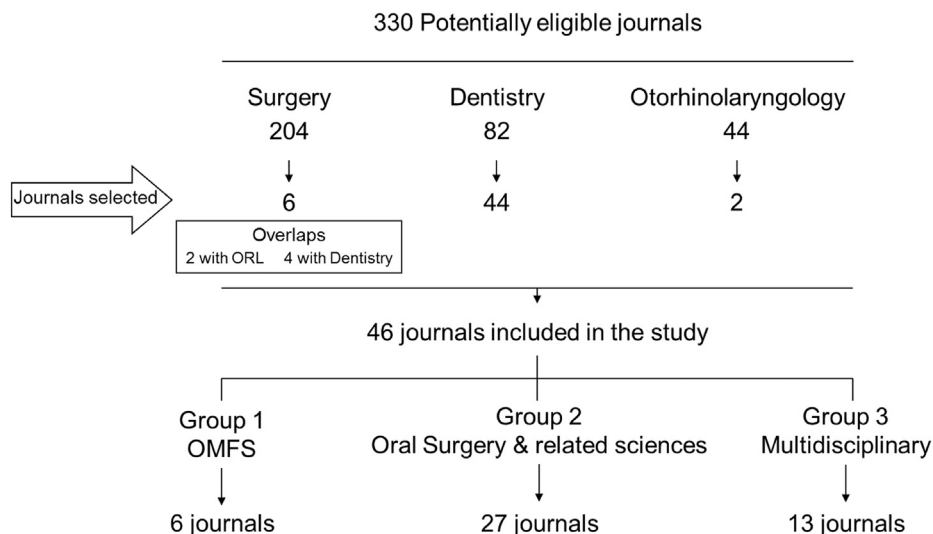 330 Potentially eligible journals
Surgery Dentistry Otorhinolaryngology
204 82 44
Journals selected 6 44 2
Overlaps
2 with ORL 4 with Dentistry
46 journals included in the study
Group 1 Group 2 Group 3
OMFS Oral Surgery & related sciences Multidisciplinary
6 journals 27 journals 13 journals